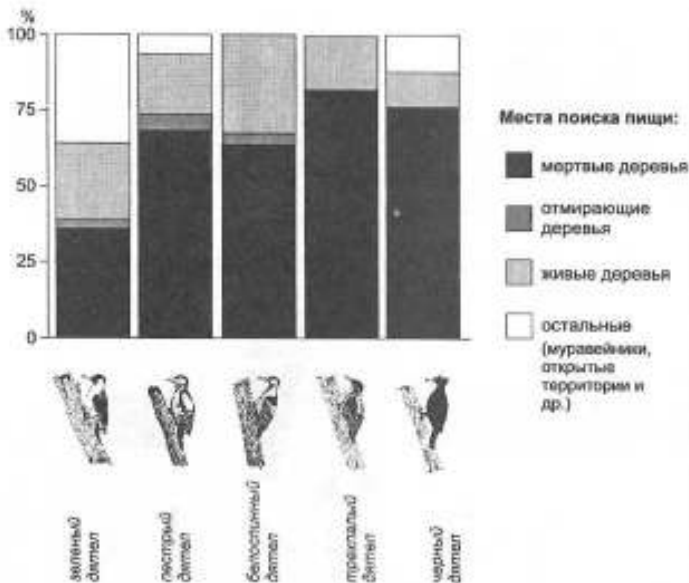 %
100
75
50
25
0
Места поиска пищи:
мертвые деревья
отмирающие
деревья
живые деревья
остальные
(муравейники,
открытые
территории и
др.)
зеленый
дятел
пестрый
дятел
белоспинный
дятел
трехпалый
дятел
черный
дятел